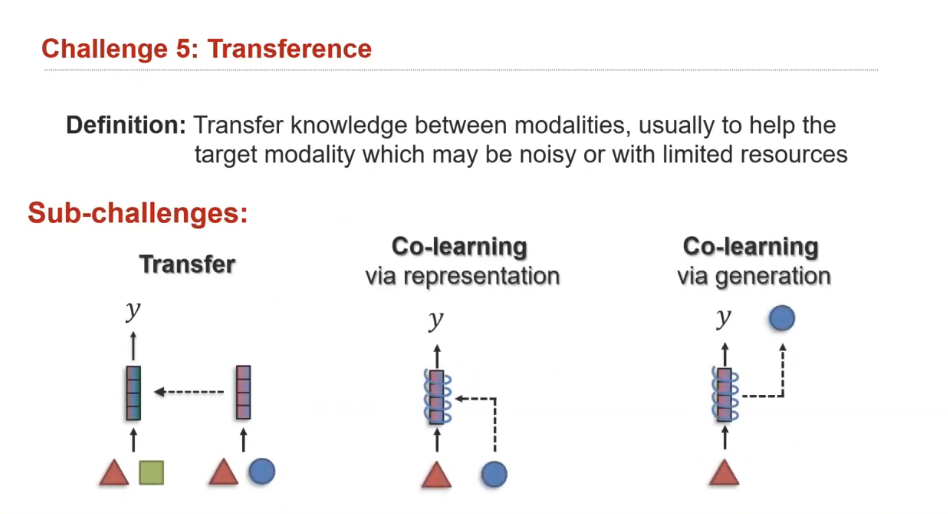 Challenge 5: Transference
Definition: Transfer knowledge between modalities, usually to help the
target modality which may be noisy or with limited resources
Sub-challenges:
Transfer
y
Co-learning
via representation
y
Co-learning
via generation
y